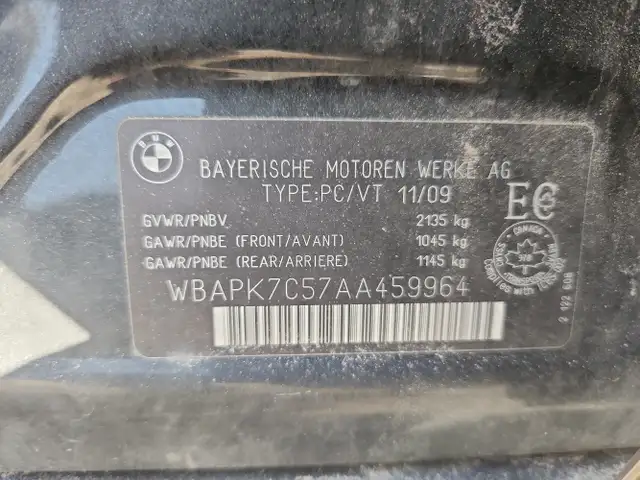 BMW
BAYERISCHE MOTOREN WERKE AG
TYPE:PC/VT 11/09
GVWR/PNBV 2135 kg
GAWR/PNBE (FRONT/AVANT) 1045 kg
GAWR/PNBE (REAR/ARRIERE) 1145 kg
WBAPK7C57AA459964
CANADA